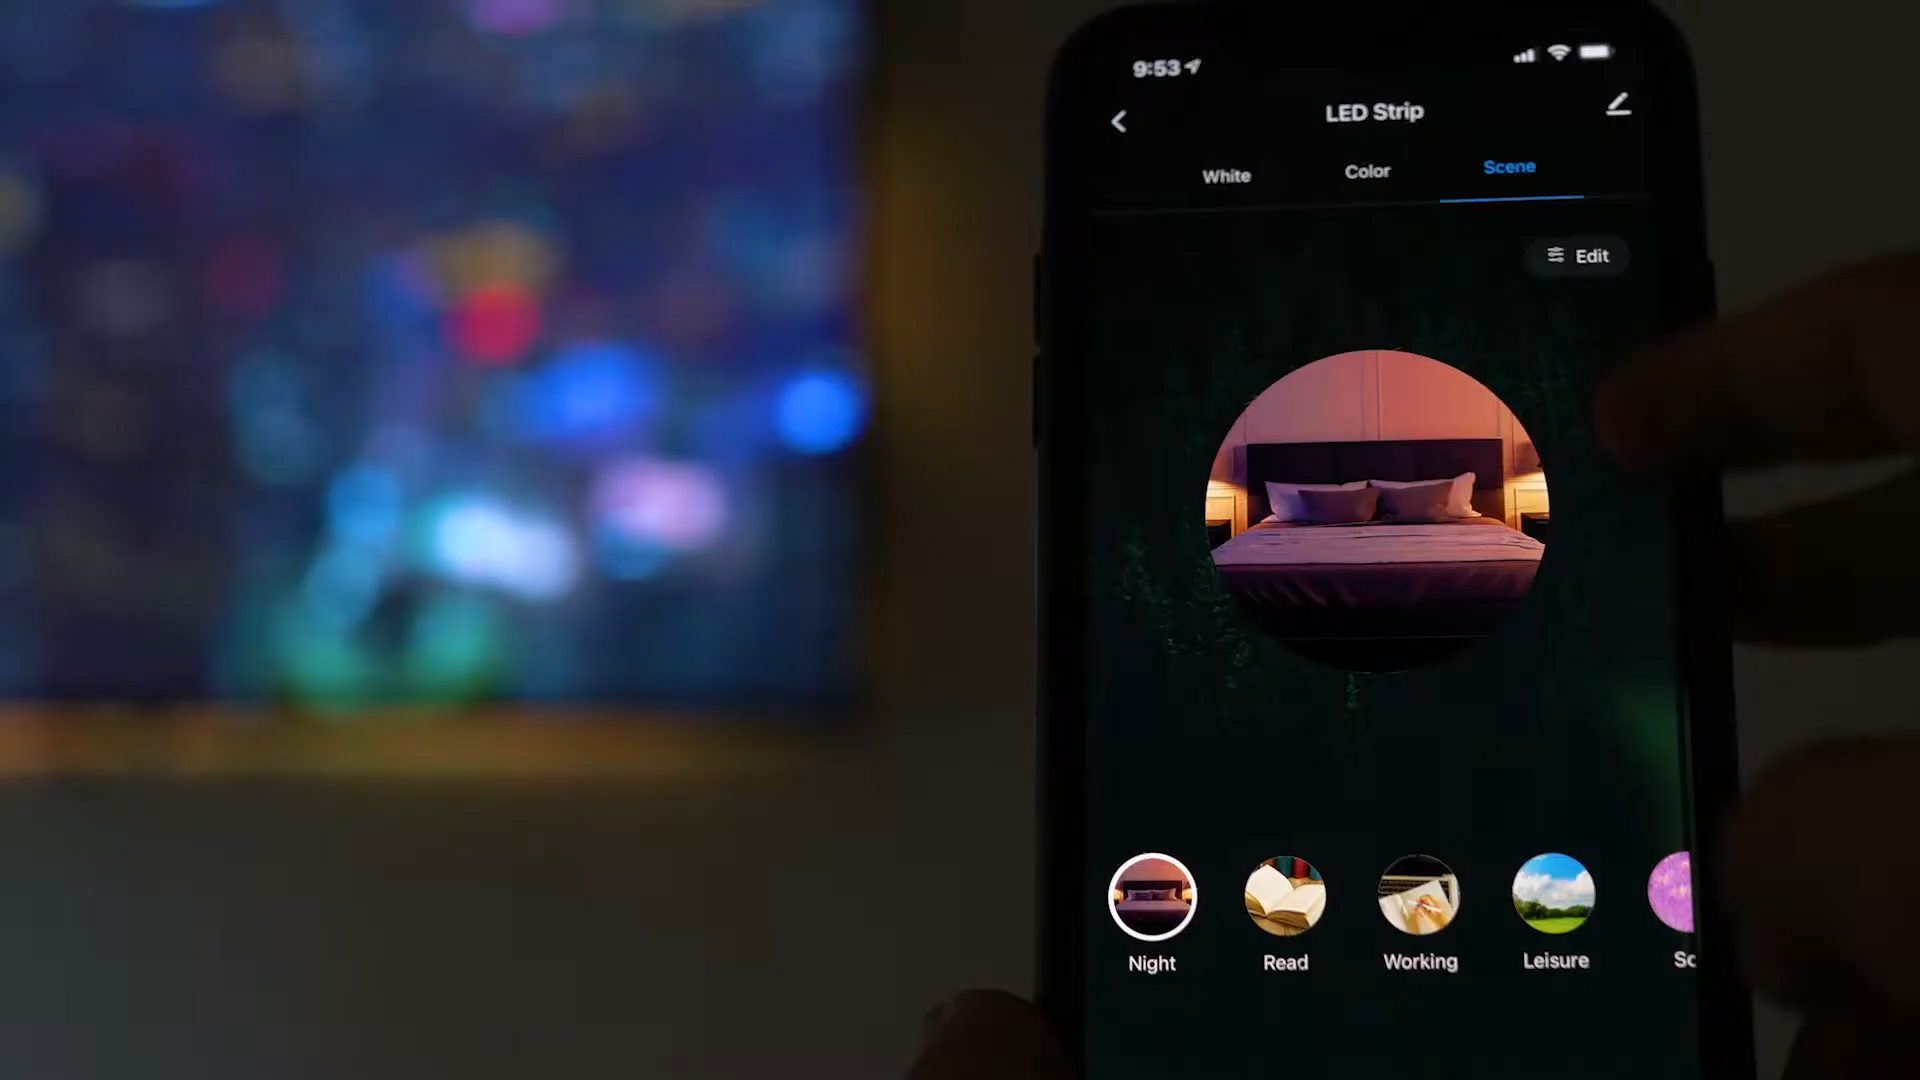 9:53
LED Strip
White Color Scene
Edit
Night Read Working Leisure